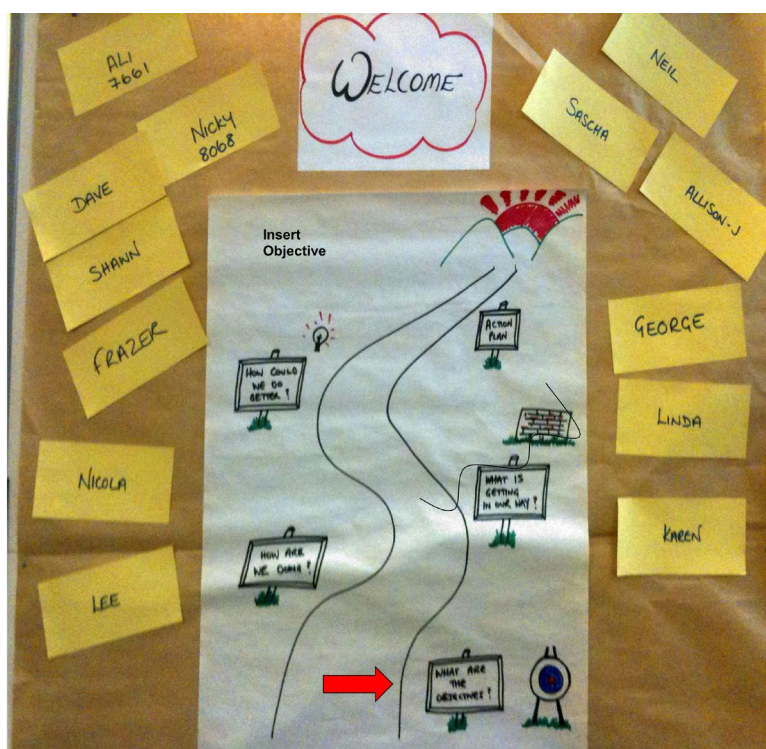 WELCOME
ALI
7661
NICKY
8068
DAVE
SHANN
FRAZER
NICOLA
LEE
NEIL
SASCHA
ALLISON-J
GEORGE
LINDA
KAREN
Insert
Objective
ACTION
PLAN
HOW COULD
WE DO
BETTER?
WHAT IS
GETTING
IN OUR WAY?
HOW ARE
WE DOING?
WHAT ARE
THE
OBJECTIVES?